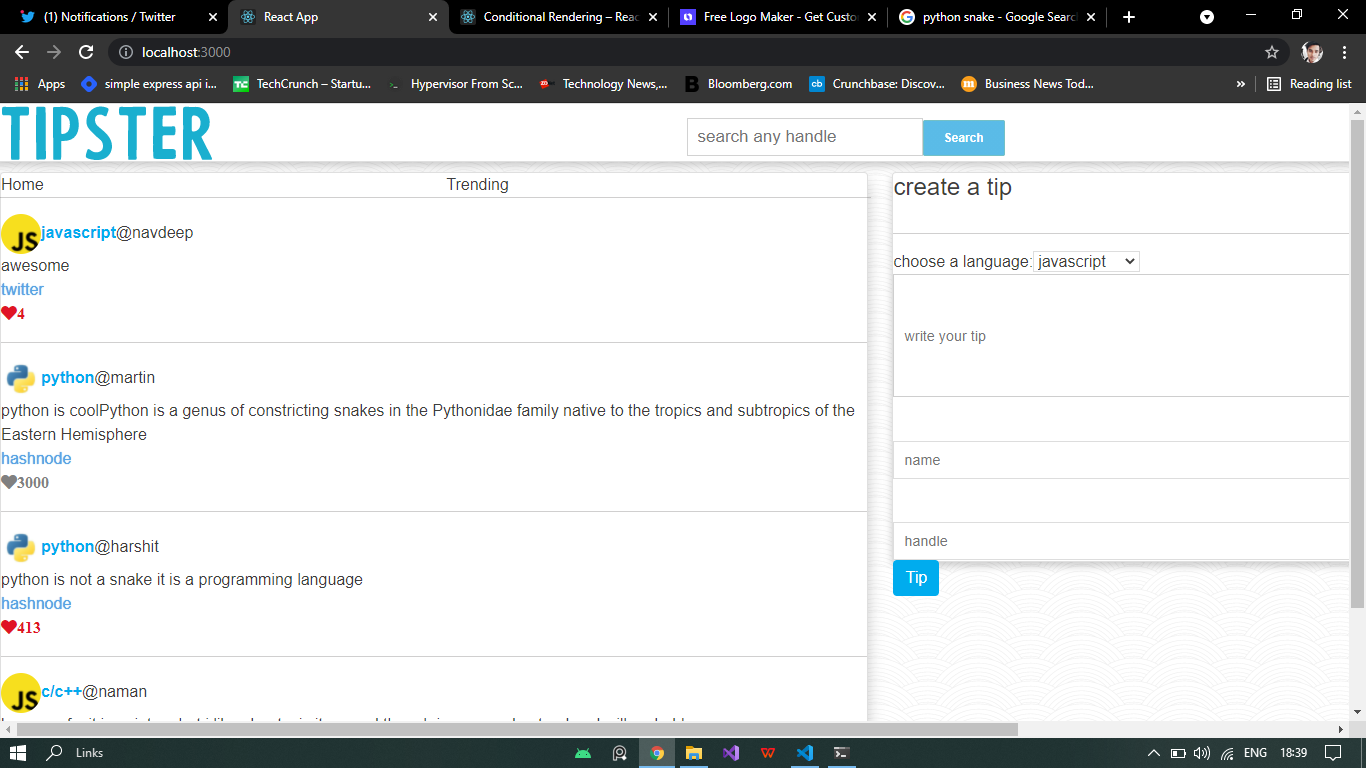 (1) Notifications / Twitter
React App
Conditional Rendering – Reac
Free Logo Maker - Get Custo
python snake - Google Search
localhost:3000
Apps
simple express api i...
TechCrunch – Startu...
Hypervisor From Sc...
Technology News,...
Bloomberg.com
Crunchbase: Discov...
Business News Tod...
»
Reading list
TIPSTER
search any handle
Search
Home
Trending
JS
javascript@navdeep
awesome
twitter
4
python@martin
python is coolPython is a genus of constricting snakes in the Pythonidae family native to the tropics and subtropics of the
Eastern Hemisphere
hashnode
3000
python@harshit
python is not a snake it is a programming language
hashnode
413
JS
c/c++@naman
create a tip
choose a language:
javascript
write your tip
name
handle
Tip
Links
ENG
18:39